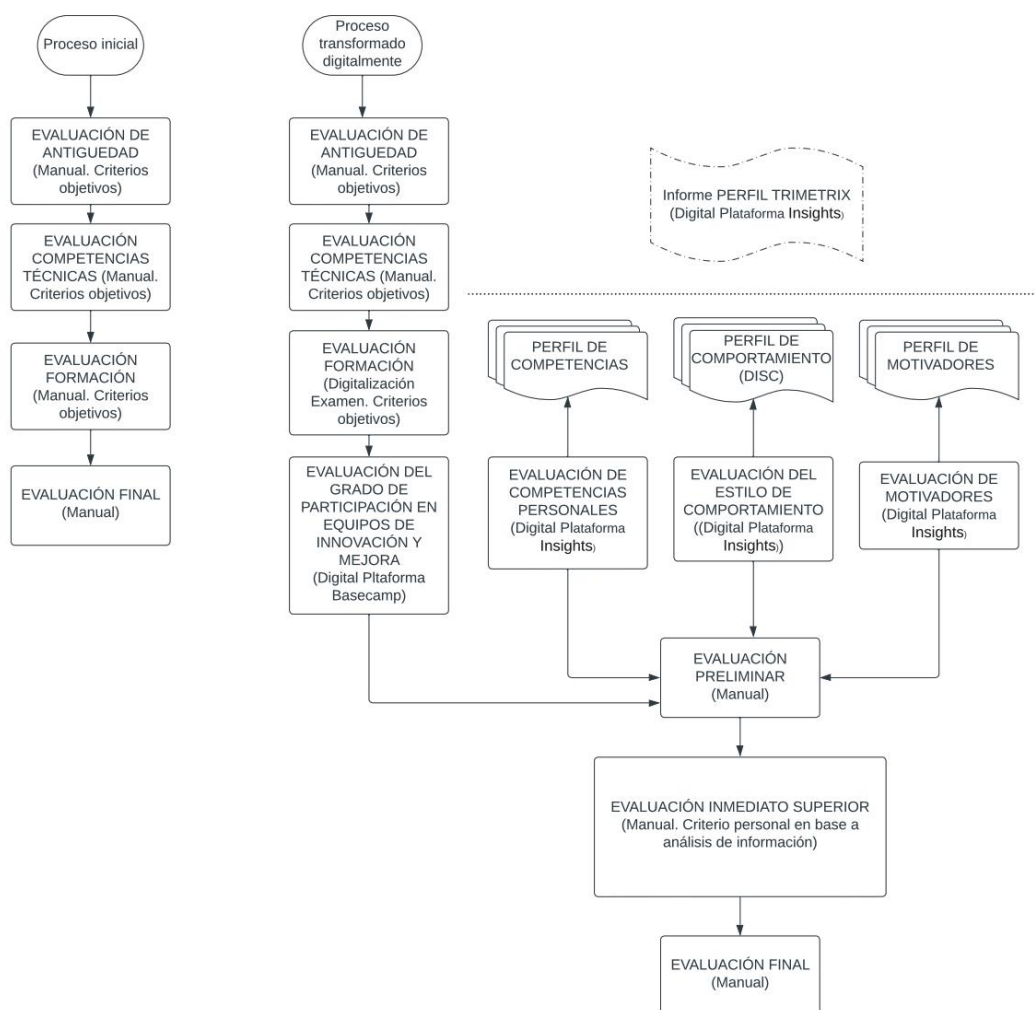 Proceso inicial
EVALUACIÓN DE
ANTIGUEDAD
(Manual. Criterios
objetivos)
EVALUACIÓN
COMPETENCIAS
TÉCNICAS (Manual.
Criterios objetivos)
EVALUACIÓN
FORMACIÓN
(Manual. Criterios
objetivos)
EVALUACIÓN FINAL
(Manual)
Proceso
transformado
digitalmente
EVALUACIÓN DE
ANTIGUEDAD
(Manual. Criterios
objetivos)
EVALUACIÓN
COMPETENCIAS
TÉCNICAS (Manual.
Criterios objetivos)
EVALUACIÓN
FORMACIÓN
(Digitalización
Examen. Criterios
objetivos)
EVALUACIÓN DEL
GRADO DE
PARTICIPACIÓN EN
EQUIPOS DE
INNOVACIÓN Y
MEJORA
(Digital Pltaforma
Basecamp)
Informe PERFIL TRIMETRIX
(Digital Plataforma Insights)
PERFIL DE
COMPETENCIAS
PERFIL DE
COMPORTAMIENTO
(DISC)
PERFIL DE
MOTIVADORES
EVALUACIÓN DE
COMPETENCIAS
PERSONALES
(Digital Plataforma
Insights)
EVALUACIÓN DEL
ESTILO DE
COMPORTAMIENTO
((Digital Plataforma
Insights))
EVALUACIÓN DE
MOTIVADORES
(Digital Plataforma
Insights)
EVALUACIÓN
PRELIMINAR
(Manual)
EVALUACIÓN INMEDIATO SUPERIOR
(Manual. Criterio personal en base a
análisis de información)
EVALUACIÓN FINAL
(Manual)